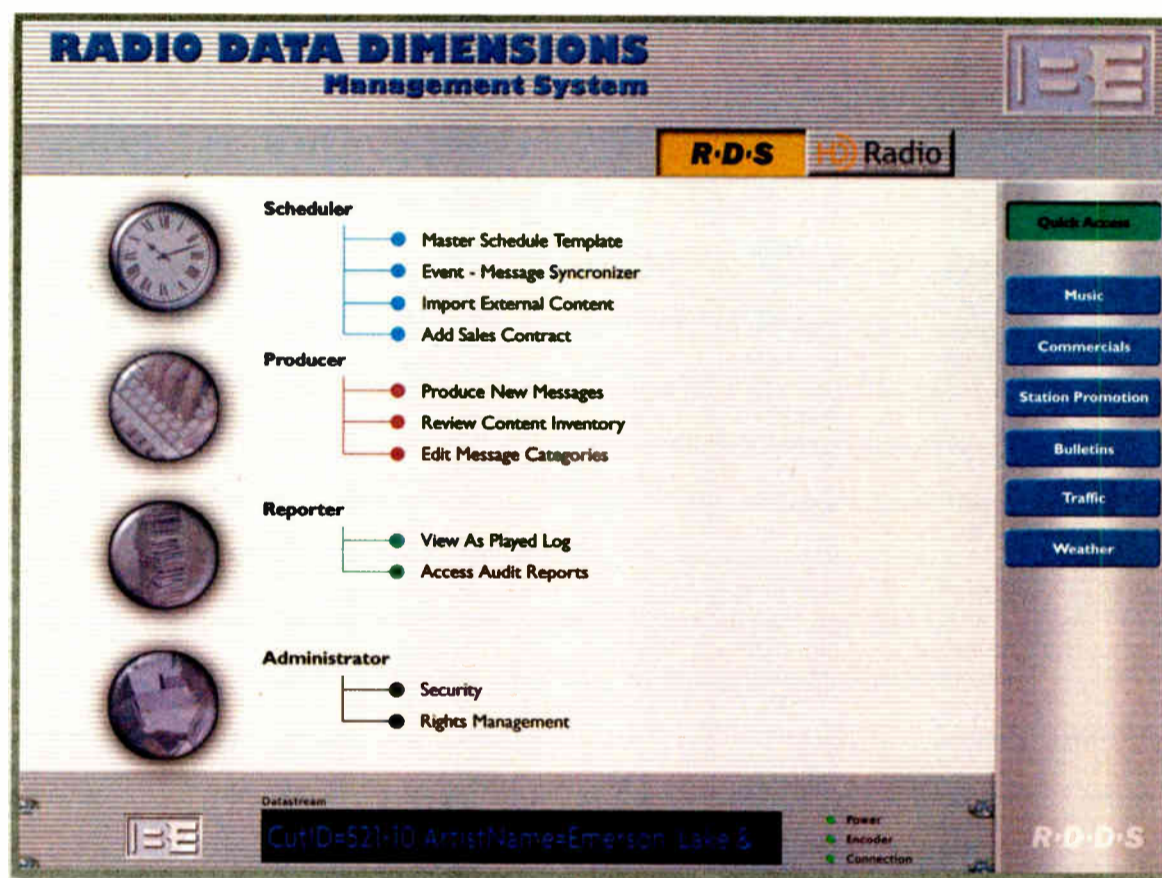 RADIO DATA DIMENSIONS
Management System
BE
R·D·S
HD Radio
Scheduler
Master Schedule Template
Event - Message Syncronizer
Import External Content
Add Sales Contract
Producer
Produce New Messages
Review Content Inventory
Edit Message Categories
Reporter
View As Played Log
Access Audit Reports
Administrator
Security
Rights Management
Quick Access
Music
Commercials
Station Promotion
Bulletins
Traffic
Weather
BE
Datastream
CutID=521-10 ArtistName=Emerson, Lake &
Power
Encoder
Connection
R·D·D·S